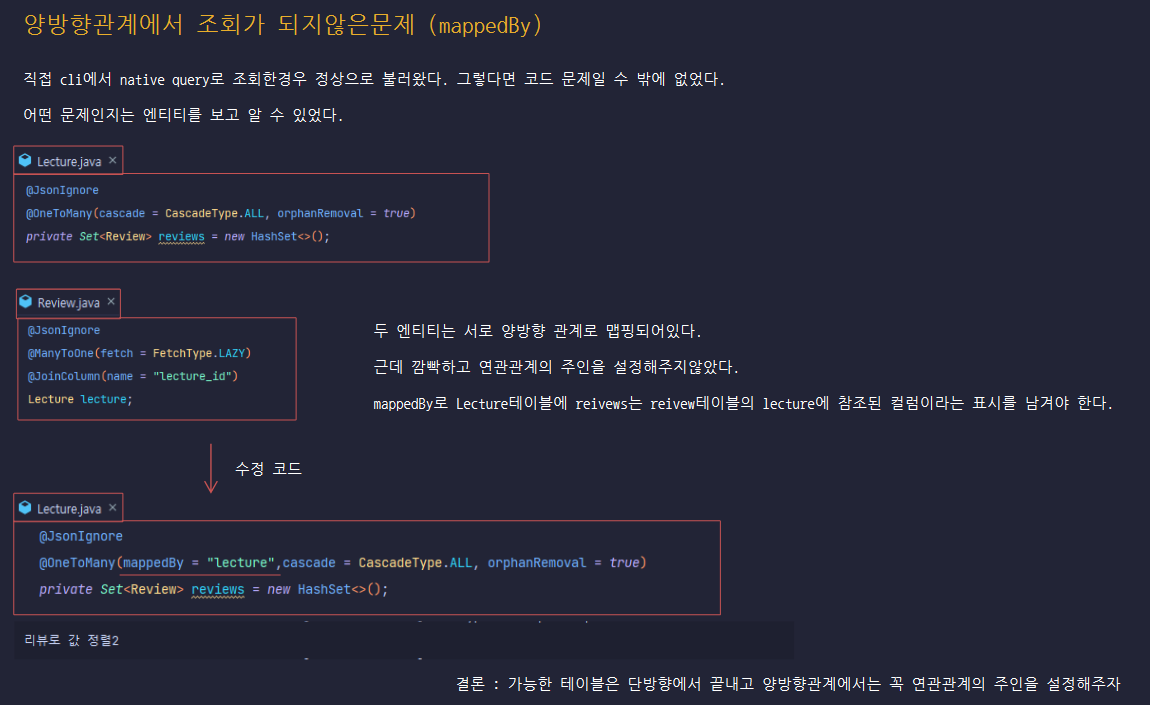 양방향관계에서 조회가 되지않은문제 (mappedBy)
직접 cli에서 native query로 조회한경우 정상으로 불러왔다. 그렇다면 코드 문제일 수 밖에 없었다.
어떤 문제인지는 엔티티를 보고 알 수 있었다.
Lecture.java ×
@JsonIgnore
@OneToMany(cascade = CascadeType.ALL, orphanRemoval = true)
private Set<Review> reviews = new HashSet<>();
Review.java ×
@JsonIgnore
@ManyToOne(fetch = FetchType.LAZY)
@JoinColumn(name = "lecture_id")
Lecture lecture;
두 엔티티는 서로 양방향 관계로 맵핑되어있다.
근데 깜빡하고 연관관계의 주인을 설정해주지않았다.
mappedBy로 Lecture테이블에 reivews는 reivew테이블의 lecture에 참조된 컬럼이라는 표시를 남겨야 한다.
수정 코드
Lecture.java ×
@JsonIgnore
@OneToMany(mappedBy = "lecture",cascade = CascadeType.ALL, orphanRemoval = true)
private Set<Review> reviews = new HashSet<>();
리뷰로 값 정렬2
결론 : 가능한 테이블은 단방향에서 끝내고 양방향관계에서는 꼭 연관관계의 주인을 설정해주자